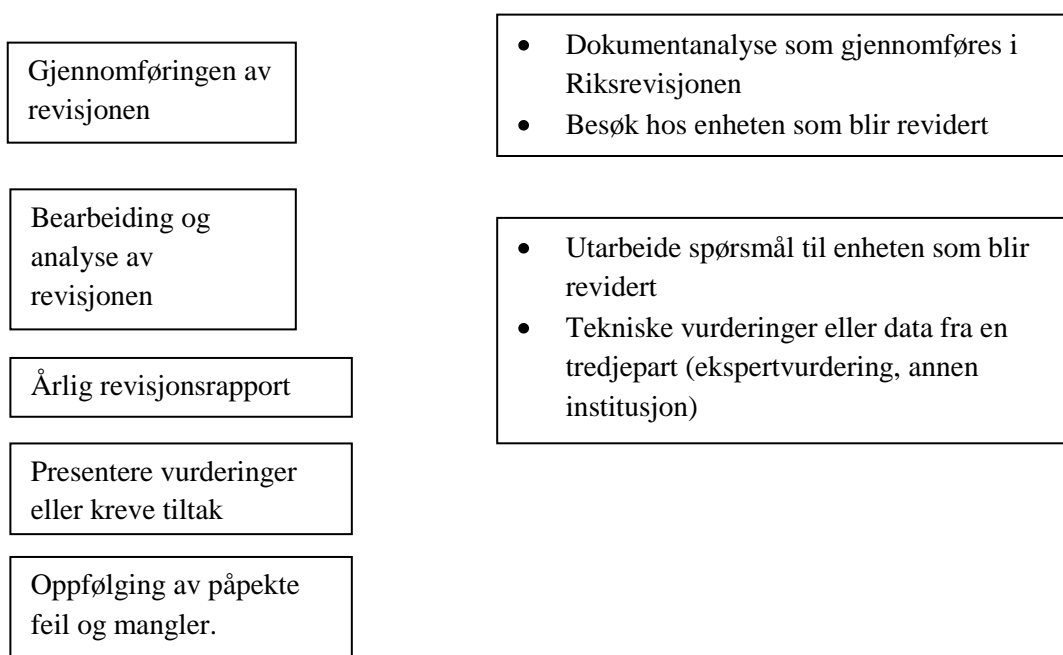 Gjennomføringen av
revisjonen
• Dokumentanalyse som gjennomføres i
Riksrevisjonen
• Besøk hos enheten som blir revidert
Bearbeiding og
analyse av
revisjonen
• Utarbeide spørsmål til enheten som blir
revidert
• Tekniske vurderinger eller data fra en
tredjepart (ekspertvurdering, annen
institusjon)
Årlig revisjonsrapport
Presentere vurderinger
eller kreve tiltak
Oppfølging av påpekte
feil og mangler.